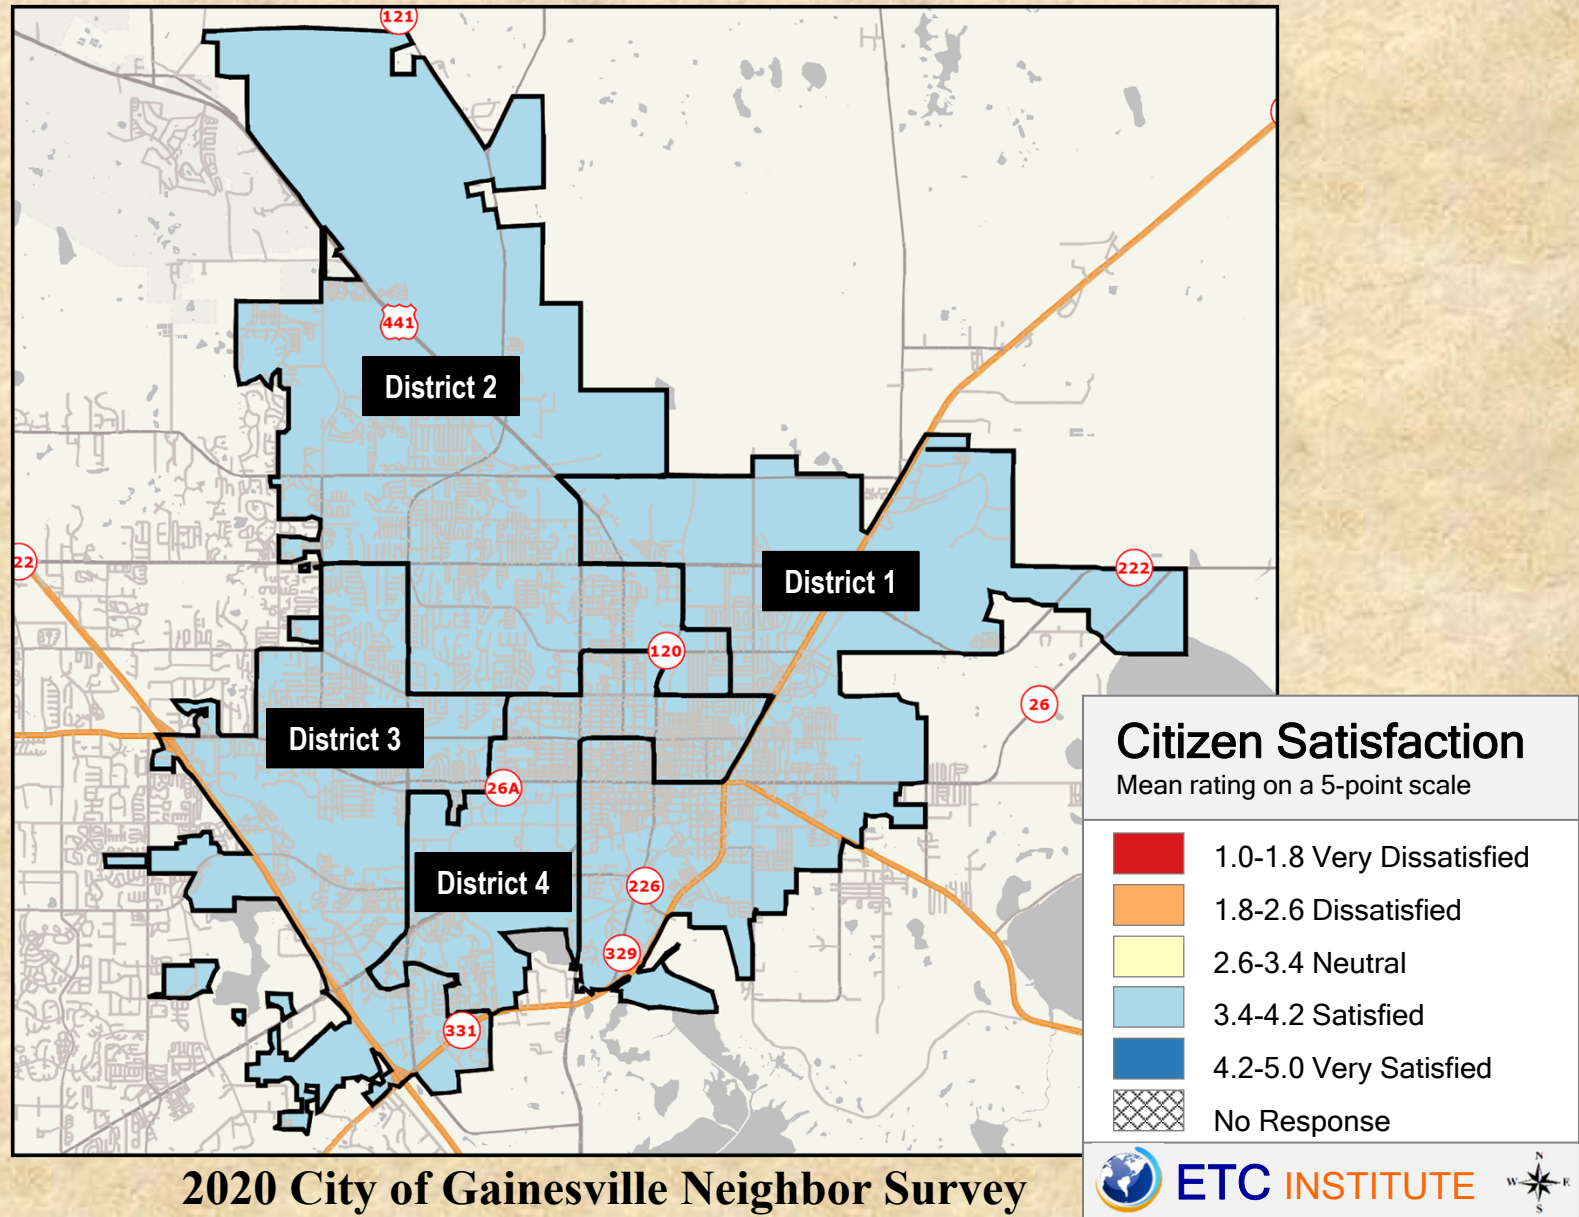 121
441
District 2
22
District 1
222
120
26
District 3
26A
District 4
226
329
331
Citizen Satisfaction
Mean rating on a 5-point scale
1.0-1.8 Very Dissatisfied
1.8-2.6 Dissatisfied
2.6-3.4 Neutral
3.4-4.2 Satisfied
4.2-5.0 Very Satisfied
No Response
ETC INSTITUTE
N
W E
S
2020 City of Gainesville Neighbor Survey